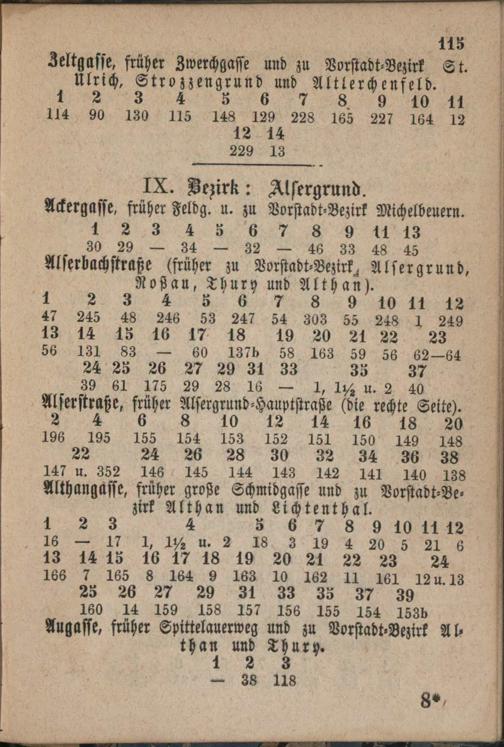 115
Zeltgasse, früher Zwerchgasse und zu Vorstadt-Bezirk St.
Ulrich, Strozzengrund und Altlerchenfeld.
1 2 3 4 5 6 7 8 9 10 11
114 90 130 115 148 129 228 165 227 164 12
12 14
229 13
IX. Bezirk: Alsergrund.
Ackergasse, früher Feldg. u. zu Vorstadt-Bezirk Michelbeuern.
1 2 3 4 5 6 7 8 9 11 13
30 29 — 34 — 32 — 46 33 48 45
Alserbachstraße (früher zu Vorstadt-Bezirk Alsergrund,
Roßau, Thury und Althan).
1 2 3 4 5 6 7 8 9 10 11 12
47 245 48 246 53 247 54 303 55 248 1 249
13 14 15 16 17 18 19 20 21 22 23
56 131 83 — 60 137b 58 163 59 56 62—64
24 25 26 27 29 31 33 35 37
39 61 175 29 28 16 — 1, 1½ u. 2 40
Alserstraße, früher Alsergrund-Hauptstraße (die rechte Seite).
2 4 6 8 10 12 14 16 18 20
196 195 155 154 153 152 151 150 149 148
22 24 26 28 30 32 34 36 38
147 u. 352 146 145 144 143 142 141 140 138
Althangasse, früher große Schmidgasse und zu Vorstadt-Be-
zirk Althan und Lichtenthal.
1 2 3 4 5 6 7 8 9 10 11 12
16 — 17 1, 1½ u. 2 18 3 19 4 20 5 21 6
13 14 15 16 17 18 19 20 21 22 23 24
166 7 165 8 164 9 163 10 162 11 161 12 u. 13
25 26 27 29 31 33 35 37 39
160 14 159 158 157 156 155 154 153b
Augasse, früher Spittelauerweg und zu Vorstadt-Bezirk Al-
than und Thury.
1 2 3
— 38 118
8*